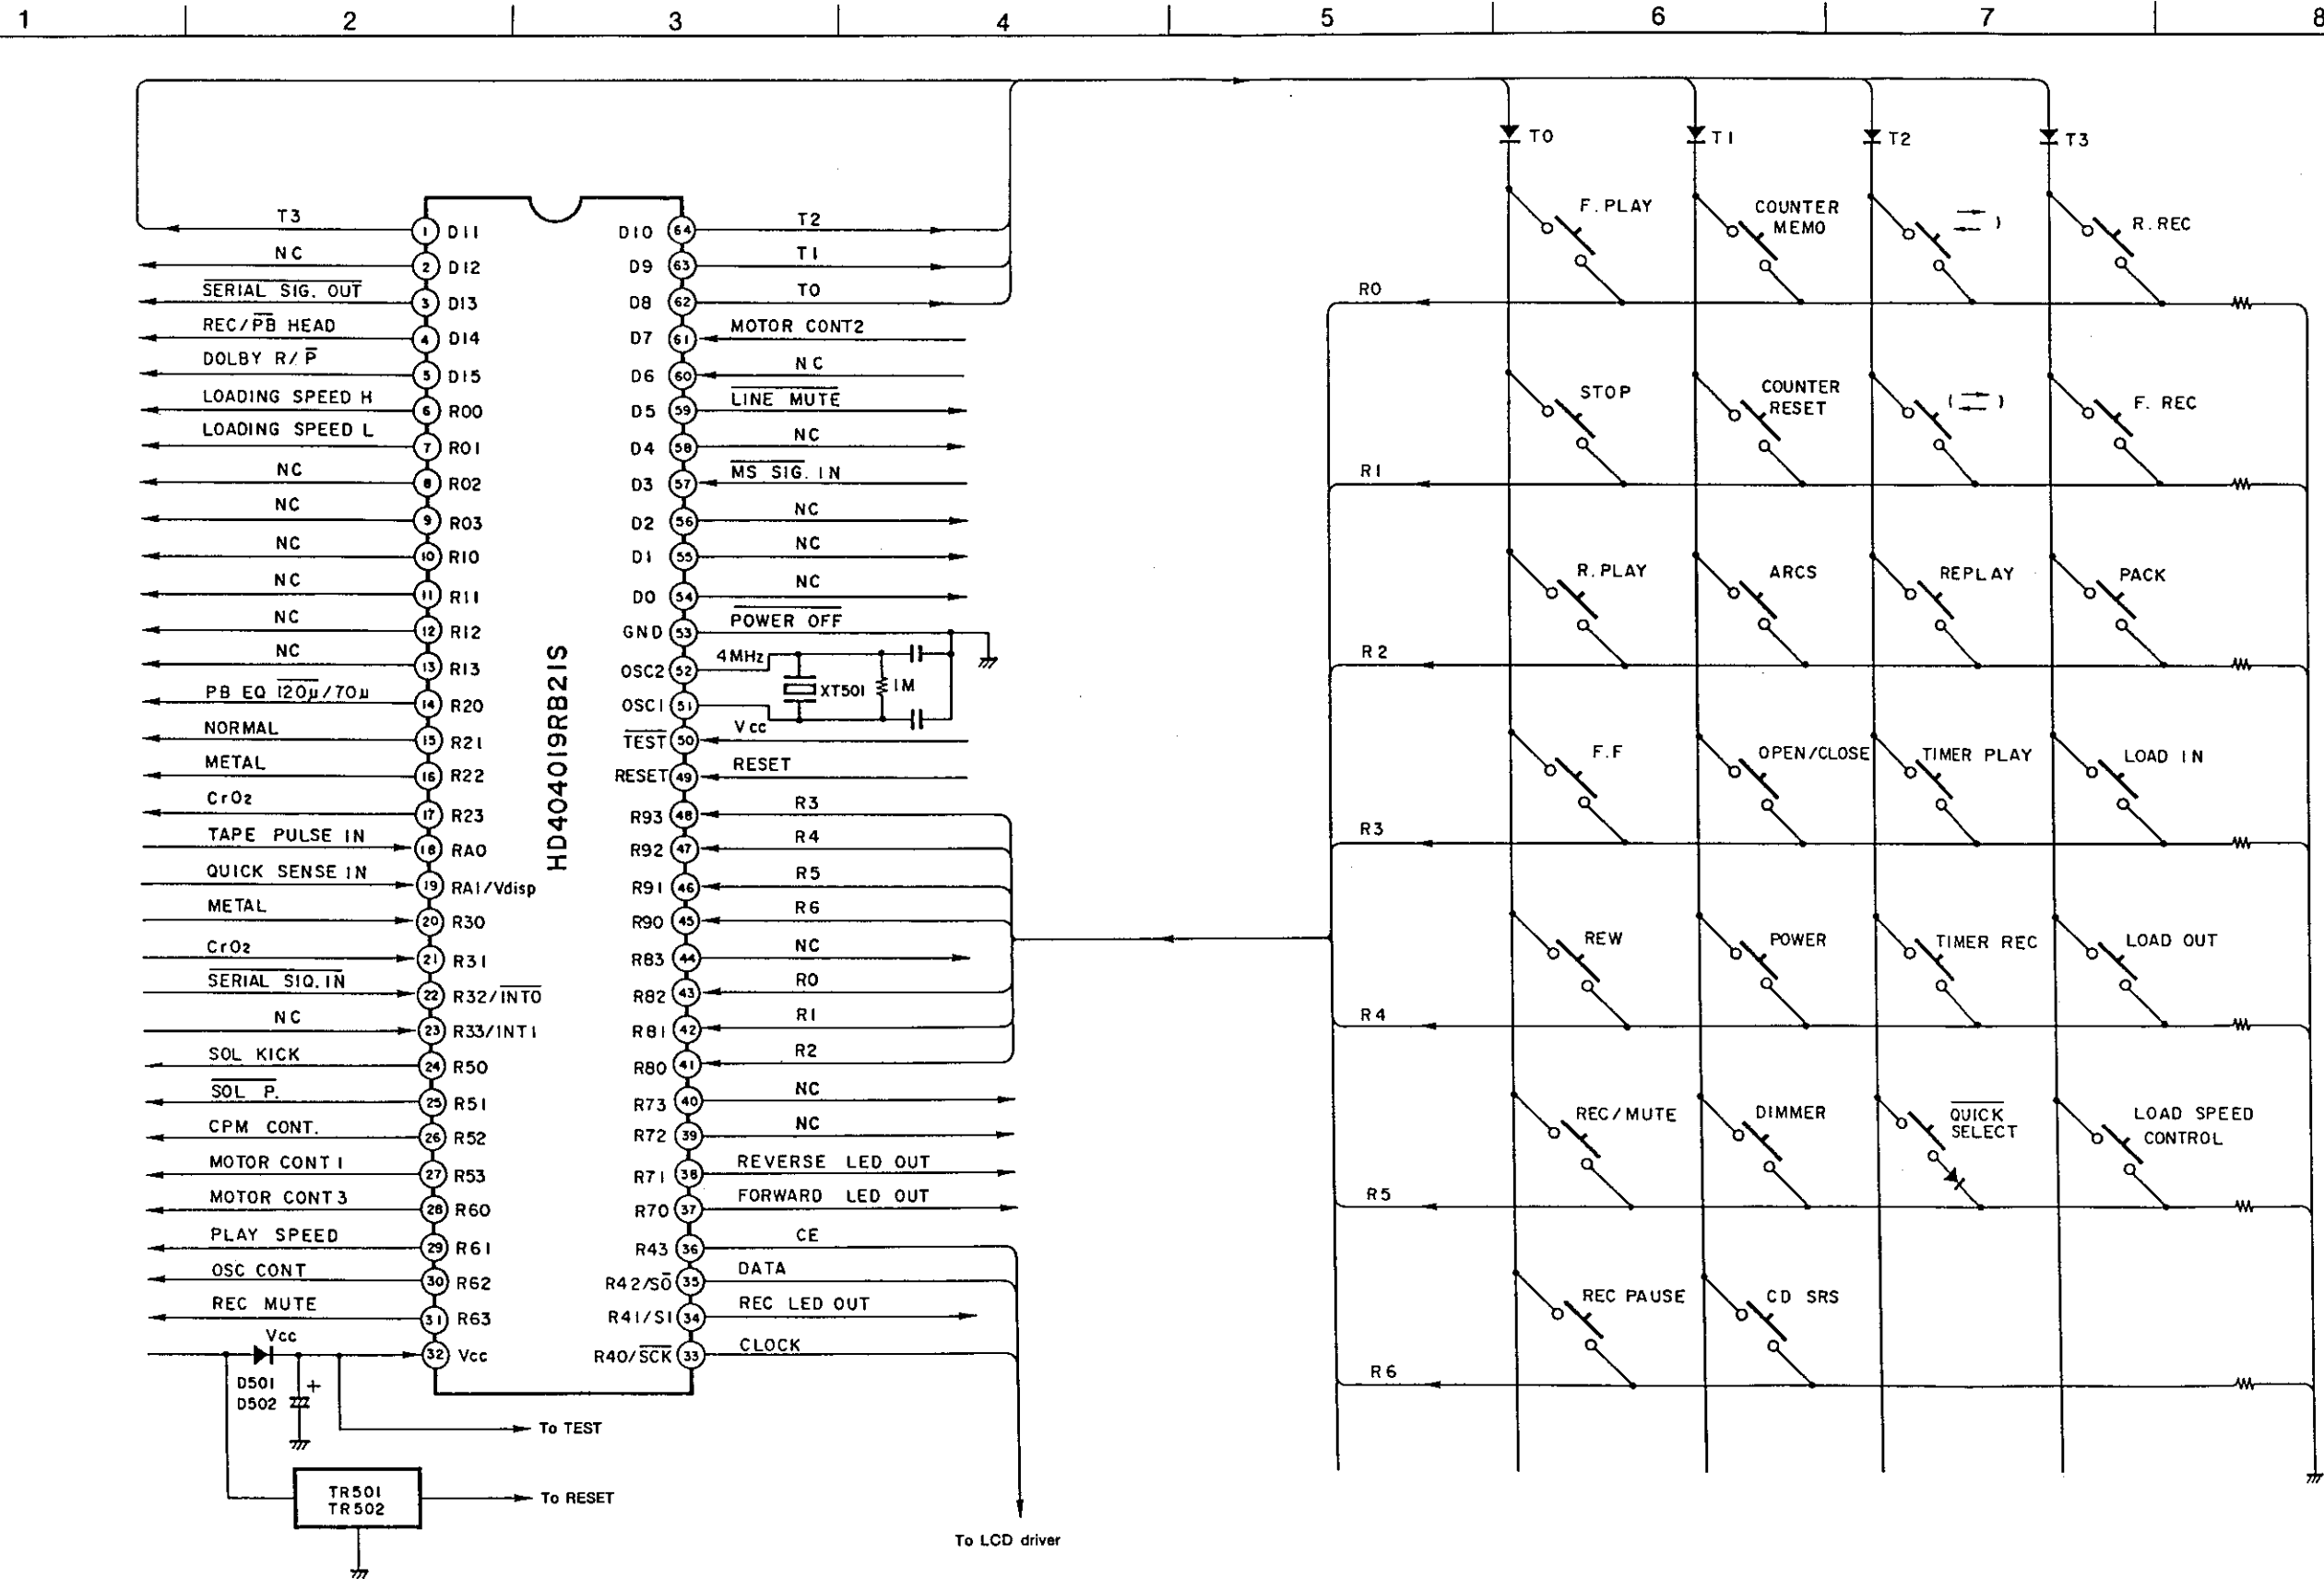 1 2 3 4 5 6 7 8
T3 1 D11
NC 2 D12
SERIAL SIG. OUT 3 D13
REC/PB HEAD 4 D14
DOLBY R/P 5 D15
LOADING SPEED H 6 R00
LOADING SPEED L 7 R01
NC 8 R02
NC 9 R03
NC 10 R10
NC 11 R11
NC 12 R12
NC 13 R13
PB EQ 120μ/70μ 14 R20
NORMAL 15 R21
METAL 16 R22
CrO2 17 R23
TAPE PULSE IN 18 RA0
QUICK SENSE IN 19 RA1/Vdisp
METAL 20 R30
CrO2 21 R31
SERIAL SIQ. IN 22 R32/INT0
NC 23 R33/INT1
SOL KICK 24 R50
SOL P. 25 R51
CPM CONT. 26 R52
MOTOR CONT 1 27 R53
MOTOR CONT 3 28 R60
PLAY SPEED 29 R61
OSC CONT 30 R62
REC MUTE 31 R63
Vcc 32 Vcc
D501
D502
+
To TEST
TR501
TR502
To RESET
HD404019RB21S
D10 64 T2
D9 63 T1
D8 62 T0
D7 61 MOTOR CONT2
D6 60 NC
D5 59 LINE MUTE
D4 58 NC
D3 57 MS SIG. IN
D2 56 NC
D1 55 NC
D0 54 NC
GND 53 POWER OFF
OSC2 52 4MHz
XT501 1M
OSC1 51
TEST 50 Vcc
RESET 49 RESET
R93 48 R3
R92 47 R4
R91 46 R5
R90 45 R6
R83 44 NC
R82 43 R0
R81 42 R1
R80 41 R2
R73 40 NC
R72 39 NC
R71 38 REVERSE LED OUT
R70 37 FORWARD LED OUT
R43 36 CE
R42/SO 35 DATA
R41/S1 34 REC LED OUT
R40/SCK 33 CLOCK
To LCD driver
T0 T1 T2 T3
F. PLAY
COUNTER
MEMO
⇄ )
R. REC
R0
STOP
COUNTER
RESET
( ⇄ )
F. REC
R1
R. PLAY
ARCS
REPLAY
PACK
R2
F.F
OPEN/CLOSE
TIMER PLAY
LOAD IN
R3
REW
POWER
TIMER REC
LOAD OUT
R4
REC/MUTE
DIMMER
QUICK
SELECT
LOAD SPEED
CONTROL
R5
REC PAUSE
CD SRS
R6